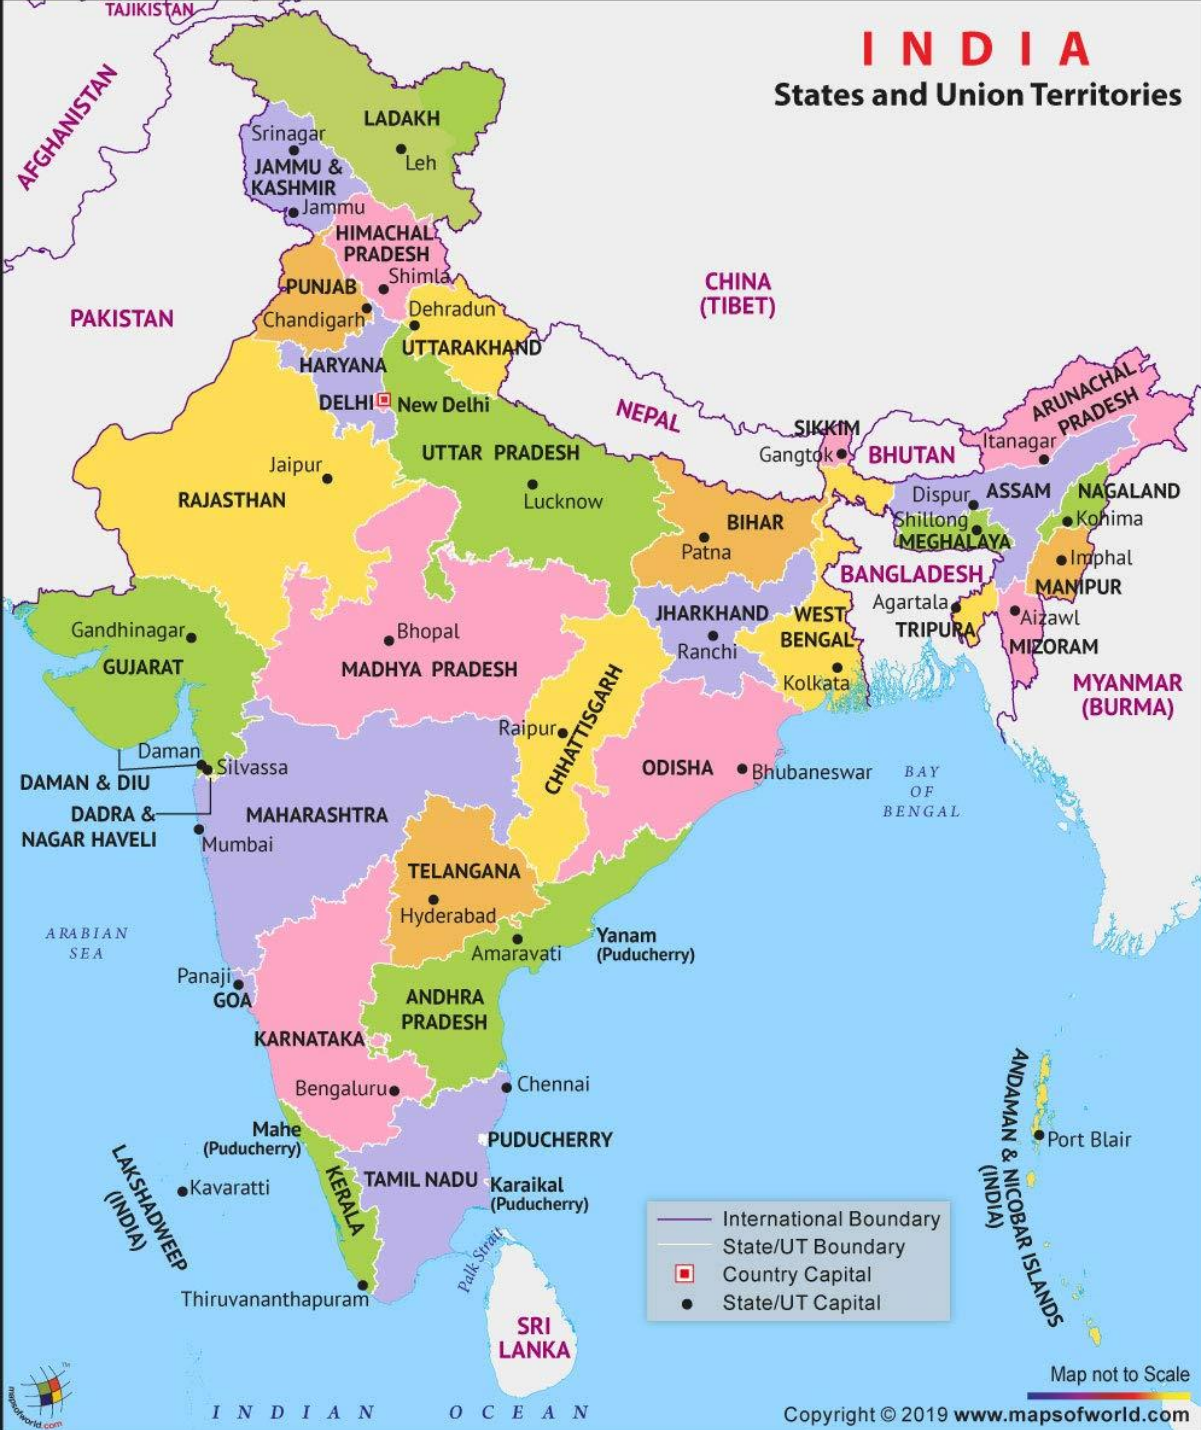 TAJIKISTAN
INDIA
States and Union Territories
AFGHANISTAN
LADAKH
Leh
Srinagar
JAMMU &
KASHMIR
Jammu
HIMACHAL
PRADESH
Shimla
PUNJAB
Chandigarh
Dehradun
UTTARAKHAND
CHINA
(TIBET)
PAKISTAN
HARYANA
DELHI
New Delhi
NEPAL
SIKKIM
Gangtok
BHUTAN
ARUNACHAL
PRADESH
Itanagar
Jaipur
RAJASTHAN
UTTAR PRADESH
Lucknow
BIHAR
Patna
Dispur
ASSAM
NAGALAND
Kohima
Shillong
MEGHALAYA
Imphal
MANIPUR
BANGLADESH
Agartala
TRIPURA
Aizawl
MIZORAM
MYANMAR
(BURMA)
Gandhinagar
GUJARAT
Bhopal
MADHYA PRADESH
JHARKHAND
Ranchi
WEST
BENGAL
Kolkata
Raipur
CHHATTISGARH
ODISHA
Bhubaneswar
BAY
OF
BENGAL
Daman
Silvassa
DAMAN & DIU
DADRA &
NAGAR HAVELI
MAHARASHTRA
Mumbai
TELANGANA
Hyderabad
ARABIAN
SEA
Amaravati
Yanam
(Puducherry)
Panaji
GOA
ANDHRA
PRADESH
KARNATAKA
Bengaluru
Chennai
Mahe
(Puducherry)
PUDUCHERRY
KERALA
TAMIL NADU
Karaikal
(Puducherry)
LAKSHADWEEP
(INDIA)
Kavaratti
Thiruvananthapuram
Palk Strait
SRI
LANKA
ANDAMAN & NICOBAR ISLANDS
(INDIA)
Port Blair
International Boundary
State/UT Boundary
Country Capital
State/UT Capital
INDIAN OCEAN
Map not to Scale
mapsofworld.com
TM
Copyright © 2019 www.mapsofworld.com